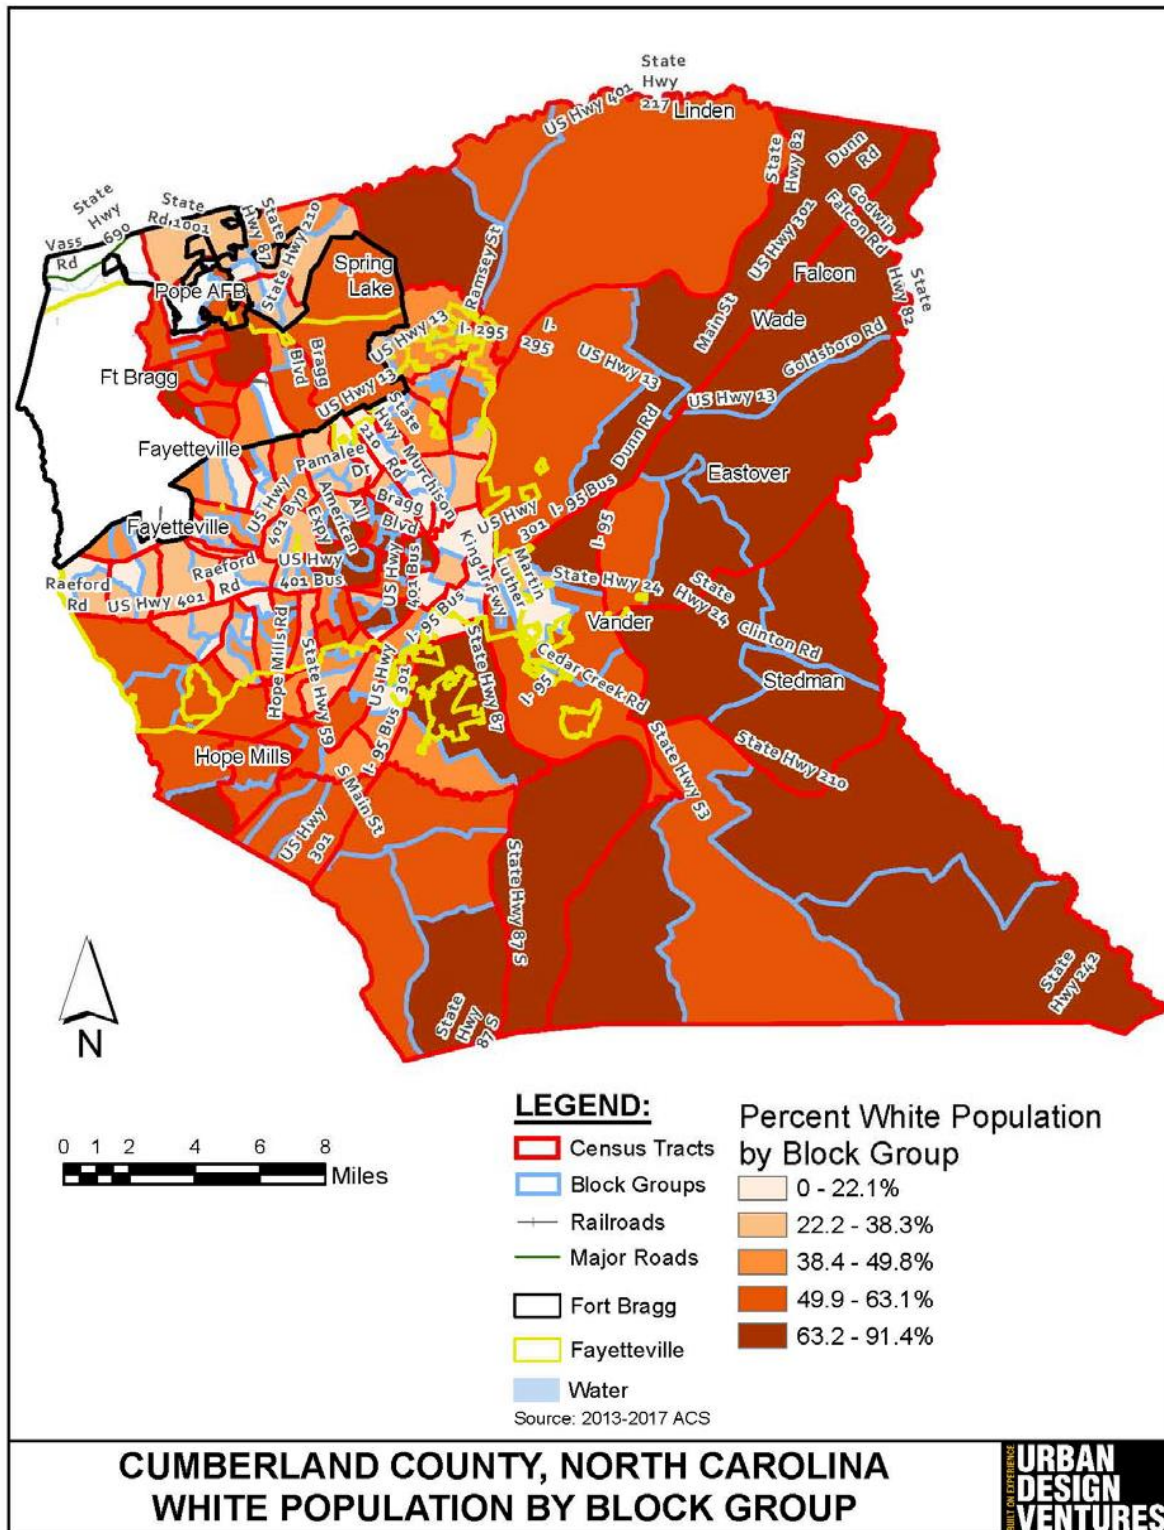 State
Hwy
217
US Hwy 401
Linden
State
Hwy 82
Dunn
Rd
Godwin
Falcon Rd
US Hwy 301
Falcon
State
Hwy 82
Main St
Wade
Goldsboro Rd
State
Hwy
690
Vass
Rd
State
Rd 1001
State
Hwy 87
State Hwy 210
Spring
Lake
Pope AFB
Ramsey St
US Hwy 13
I- 295
I-
295
US Hwy 13
US Hwy 13
Ft Bragg
Bragg
Blvd
US Hwy 13
State
Hwy
210
Dunn Rd
Eastover
Fayetteville
Pamalee
Dr
Murchison
Rd
US Hwy
401 Byp
All
American
Expy
Bragg
Blvd
US Hwy
301
I- 95 Bus
I- 95
Fayetteville
Raeford
Rd
US Hwy 401
Raeford
Rd
US Hwy
401 Bus
US Hwy
401 Bus
Martin
Luther
King Jr Fwy
State Hwy 24
State
Hwy 24
I- 95 Bus
Vander
Clinton Rd
Hope Mills Rd
State Hwy 59
US Hwy
301
State Hwy 87
Cedar Creek Rd
I- 95
Stedman
Hope Mills
I- 95 Bus
State Hwy 53
State Hwy 210
S Main St
US Hwy
301
State Hwy 87 S
State
Hwy
87 S
State
Hwy 242
N
0 1 2 4 6 8
Miles
LEGEND:
Census Tracts
Block Groups
Railroads
Major Roads
Fort Bragg
Fayetteville
Water
Source: 2013-2017 ACS
Percent White Population
by Block Group
0 - 22.1%
22.2 - 38.3%
38.4 - 49.8%
49.9 - 63.1%
63.2 - 91.4%
CUMBERLAND COUNTY, NORTH CAROLINA
WHITE POPULATION BY BLOCK GROUP
BUILT ON EXPERIENCE
URBAN
DESIGN
VENTURES